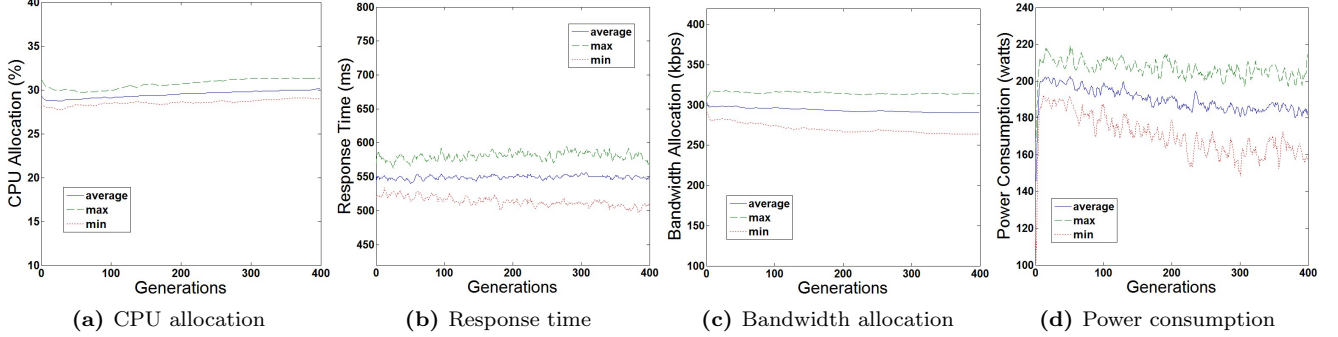 CPU Allocation (%)
40
35
30
25
20
15
10
average
max
min
0
100
200
300
400
Generations
(a) CPU allocation
Response Time (ms)
800
750
700
650
600
550
500
450
average
max
min
0
100
200
300
400
Generations
(b) Response time
Bandwidth Allocation (kbps)
400
350
300
250
200
150
100
average
max
min
0
100
200
300
400
Generations
(c) Bandwidth allocation
Power Consumption (watts)
240
220
200
180
160
140
120
100
average
max
min
0
100
200
300
400
Generations
(d) Power consumption